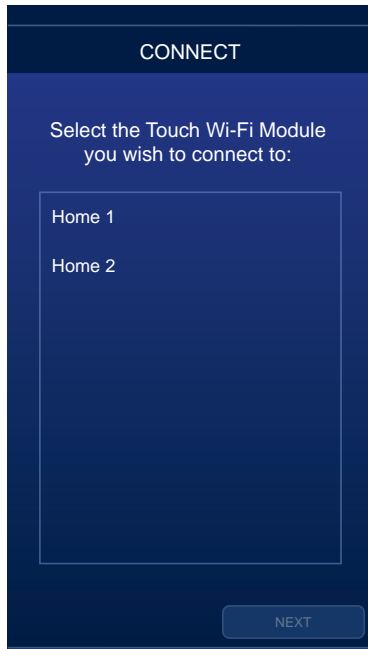 CONNECT
Select the Touch Wi-Fi Module
you wish to connect to:
Home 1
Home 2
NEXT